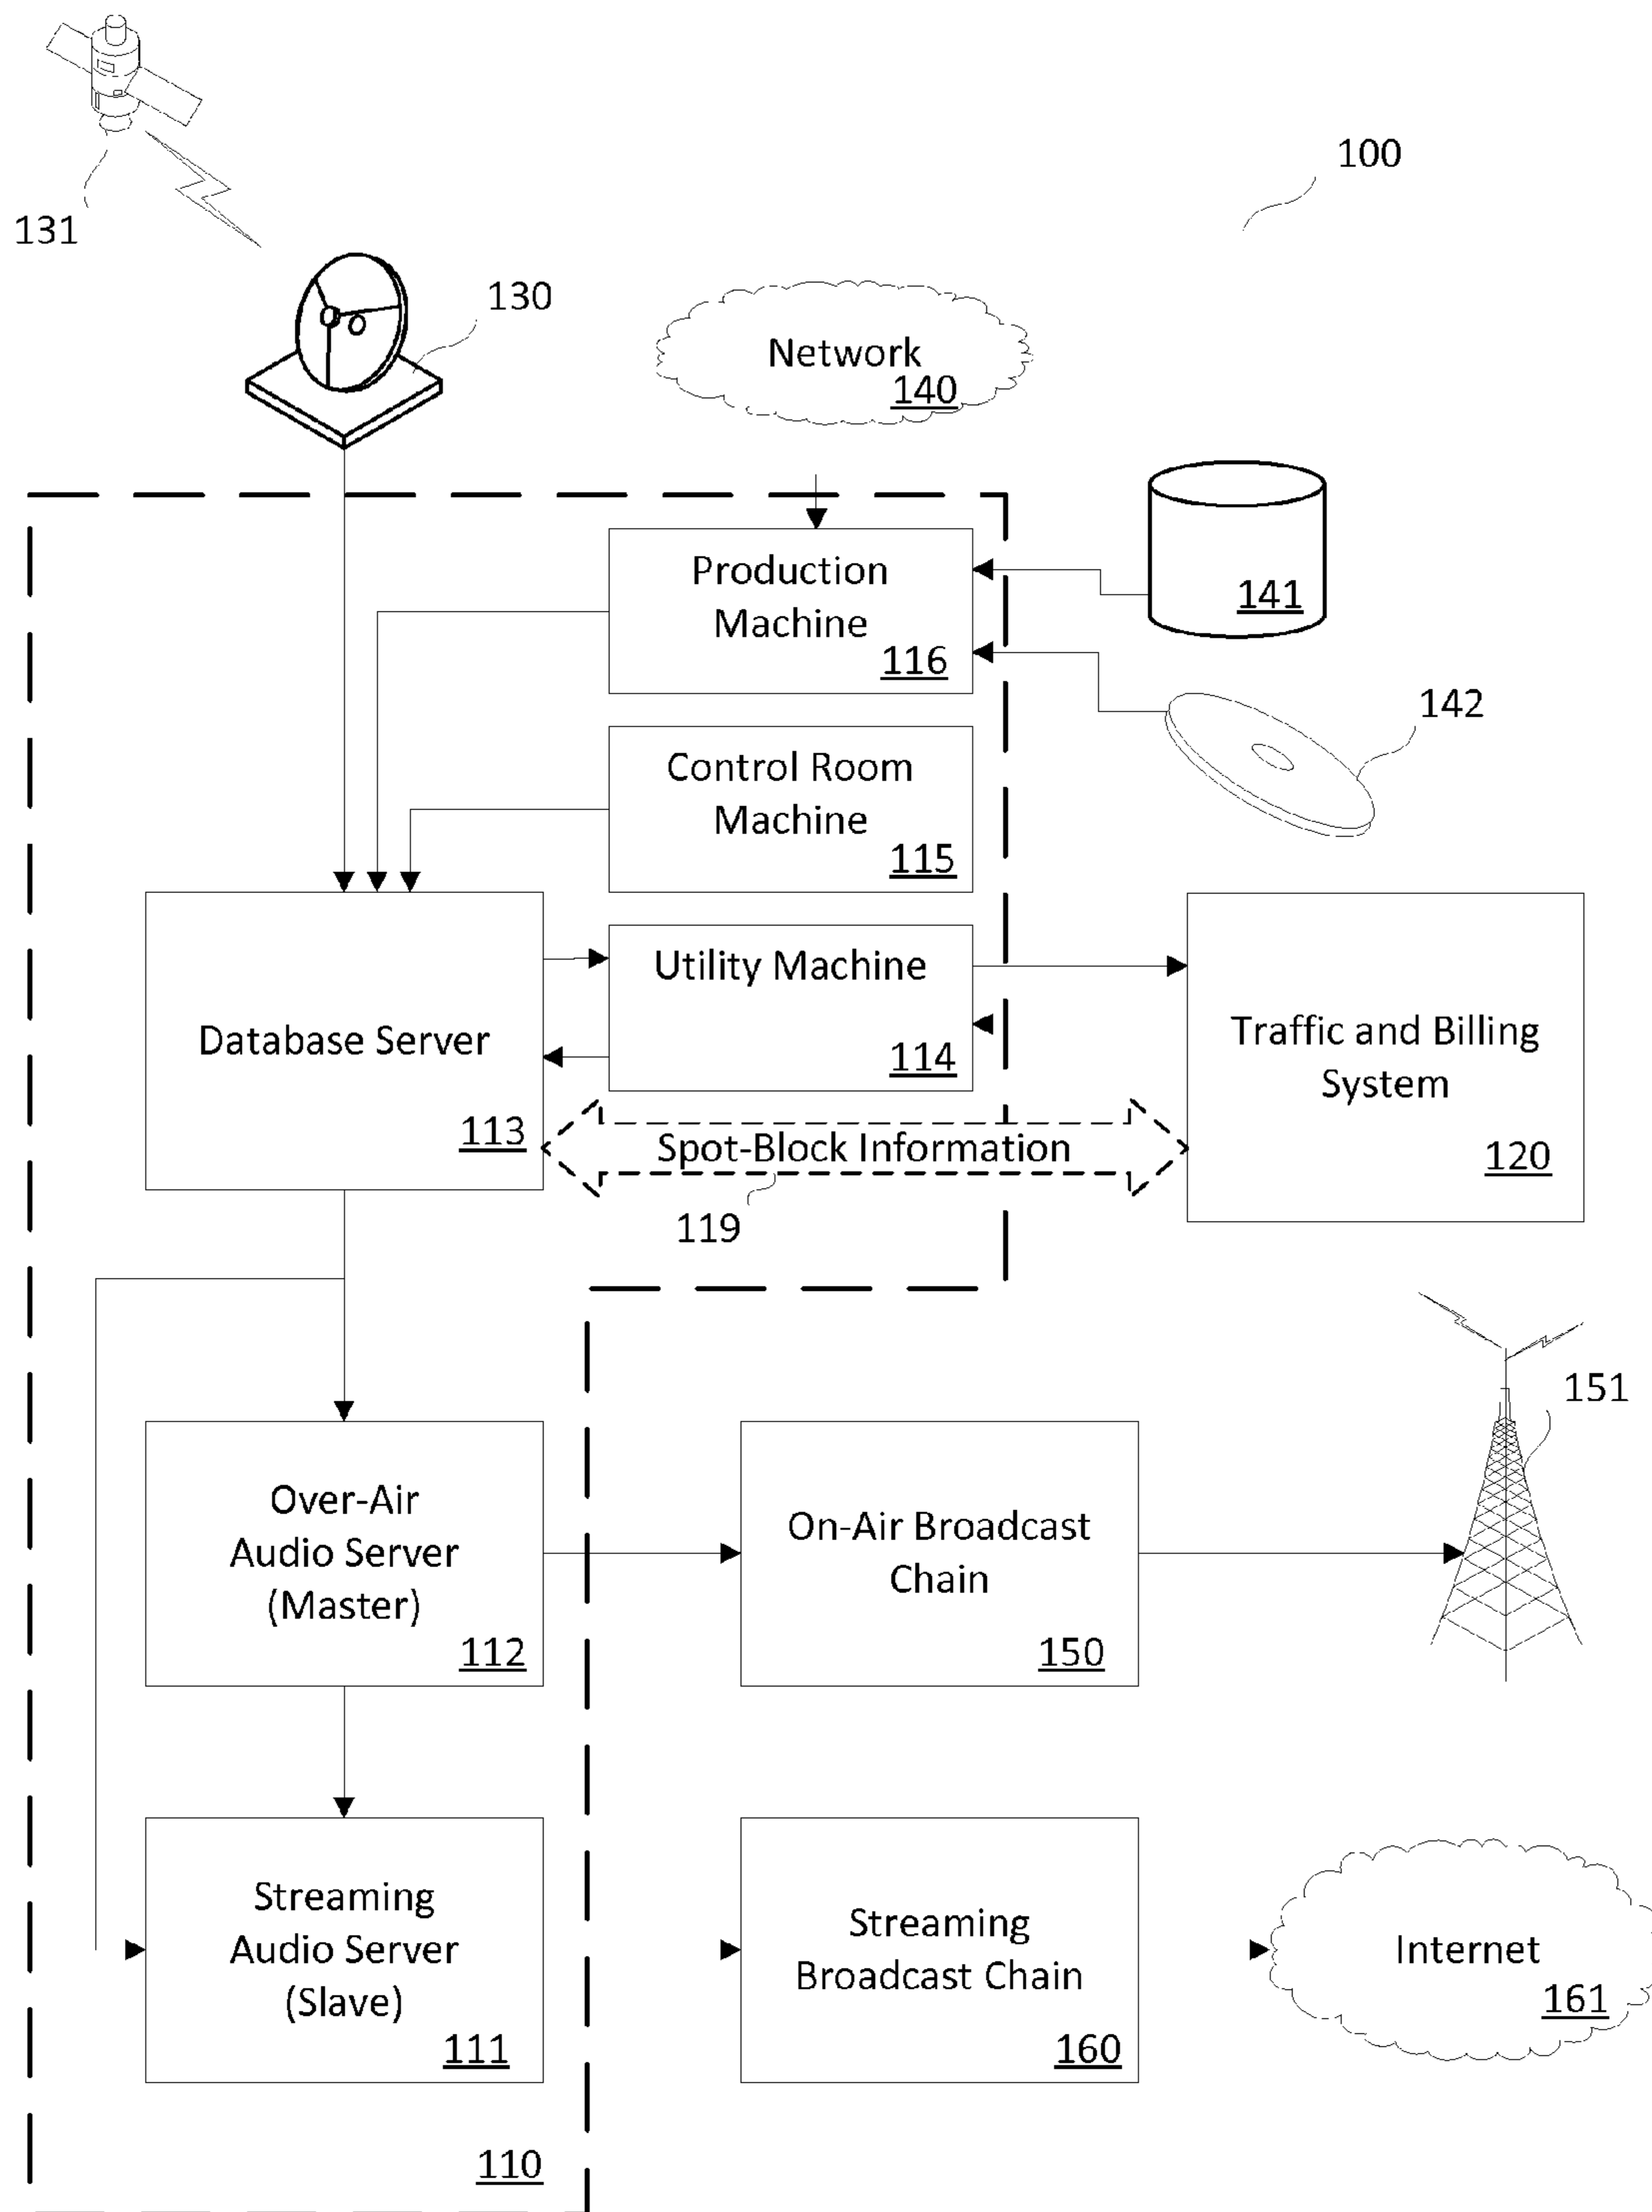 100
131
130
Network
140
Production
Machine
116
141
142
Control Room
Machine
115
Utility Machine
114
Database Server
113
Traffic and Billing
System
120
Spot-Block Information
119
151
Over-Air
Audio Server
(Master)
112
On-Air Broadcast
Chain
150
Streaming
Audio Server
(Slave)
111
Streaming
Broadcast Chain
160
Internet
161
110